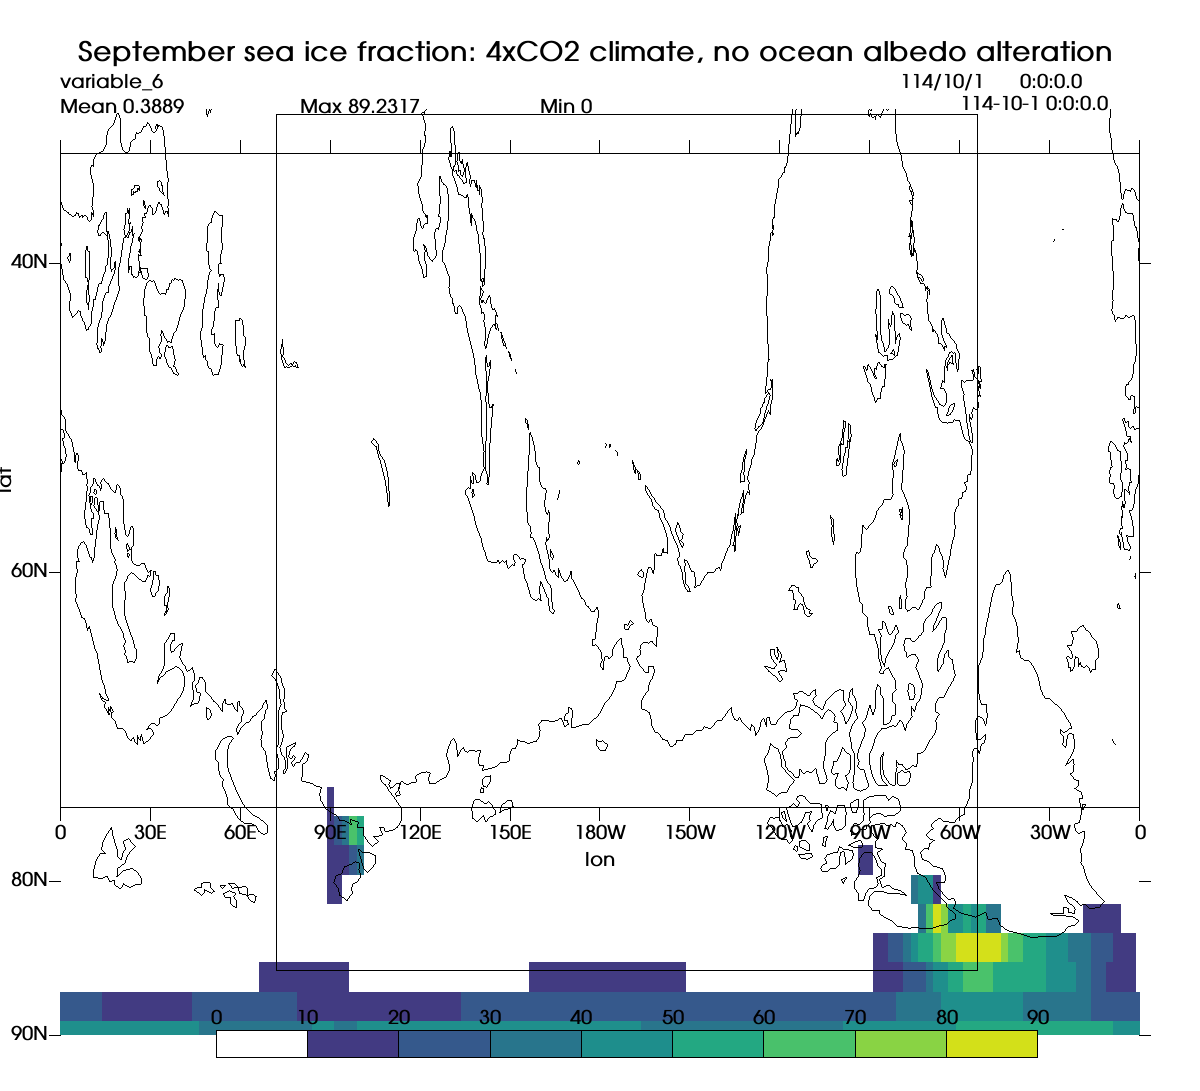 September sea ice fraction: 4xCO2 climate, no ocean albedo alteration
variable_6 114/10/1 0:0:0.0
Mean 0.3889 Max 89.2317 Min 0 114-10-1 0:0:0.0
40N
lat
60N
0 30E 60E 90E 120E 150E 180W 150W 120W 90W 60W 30W 0
lon
80N
0 10 20 30 40 50 60 70 80 90
90N